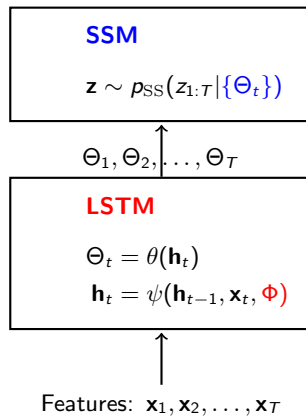 SSM
z ∼ p_SS(z_{1:T}|{Θ_t})
Θ_1, Θ_2, . . . , Θ_T
LSTM
Θ_t = θ(h_t)
h_t = ψ(h_{t−1}, x_t, Φ)
Features: x_1, x_2, . . . , x_T